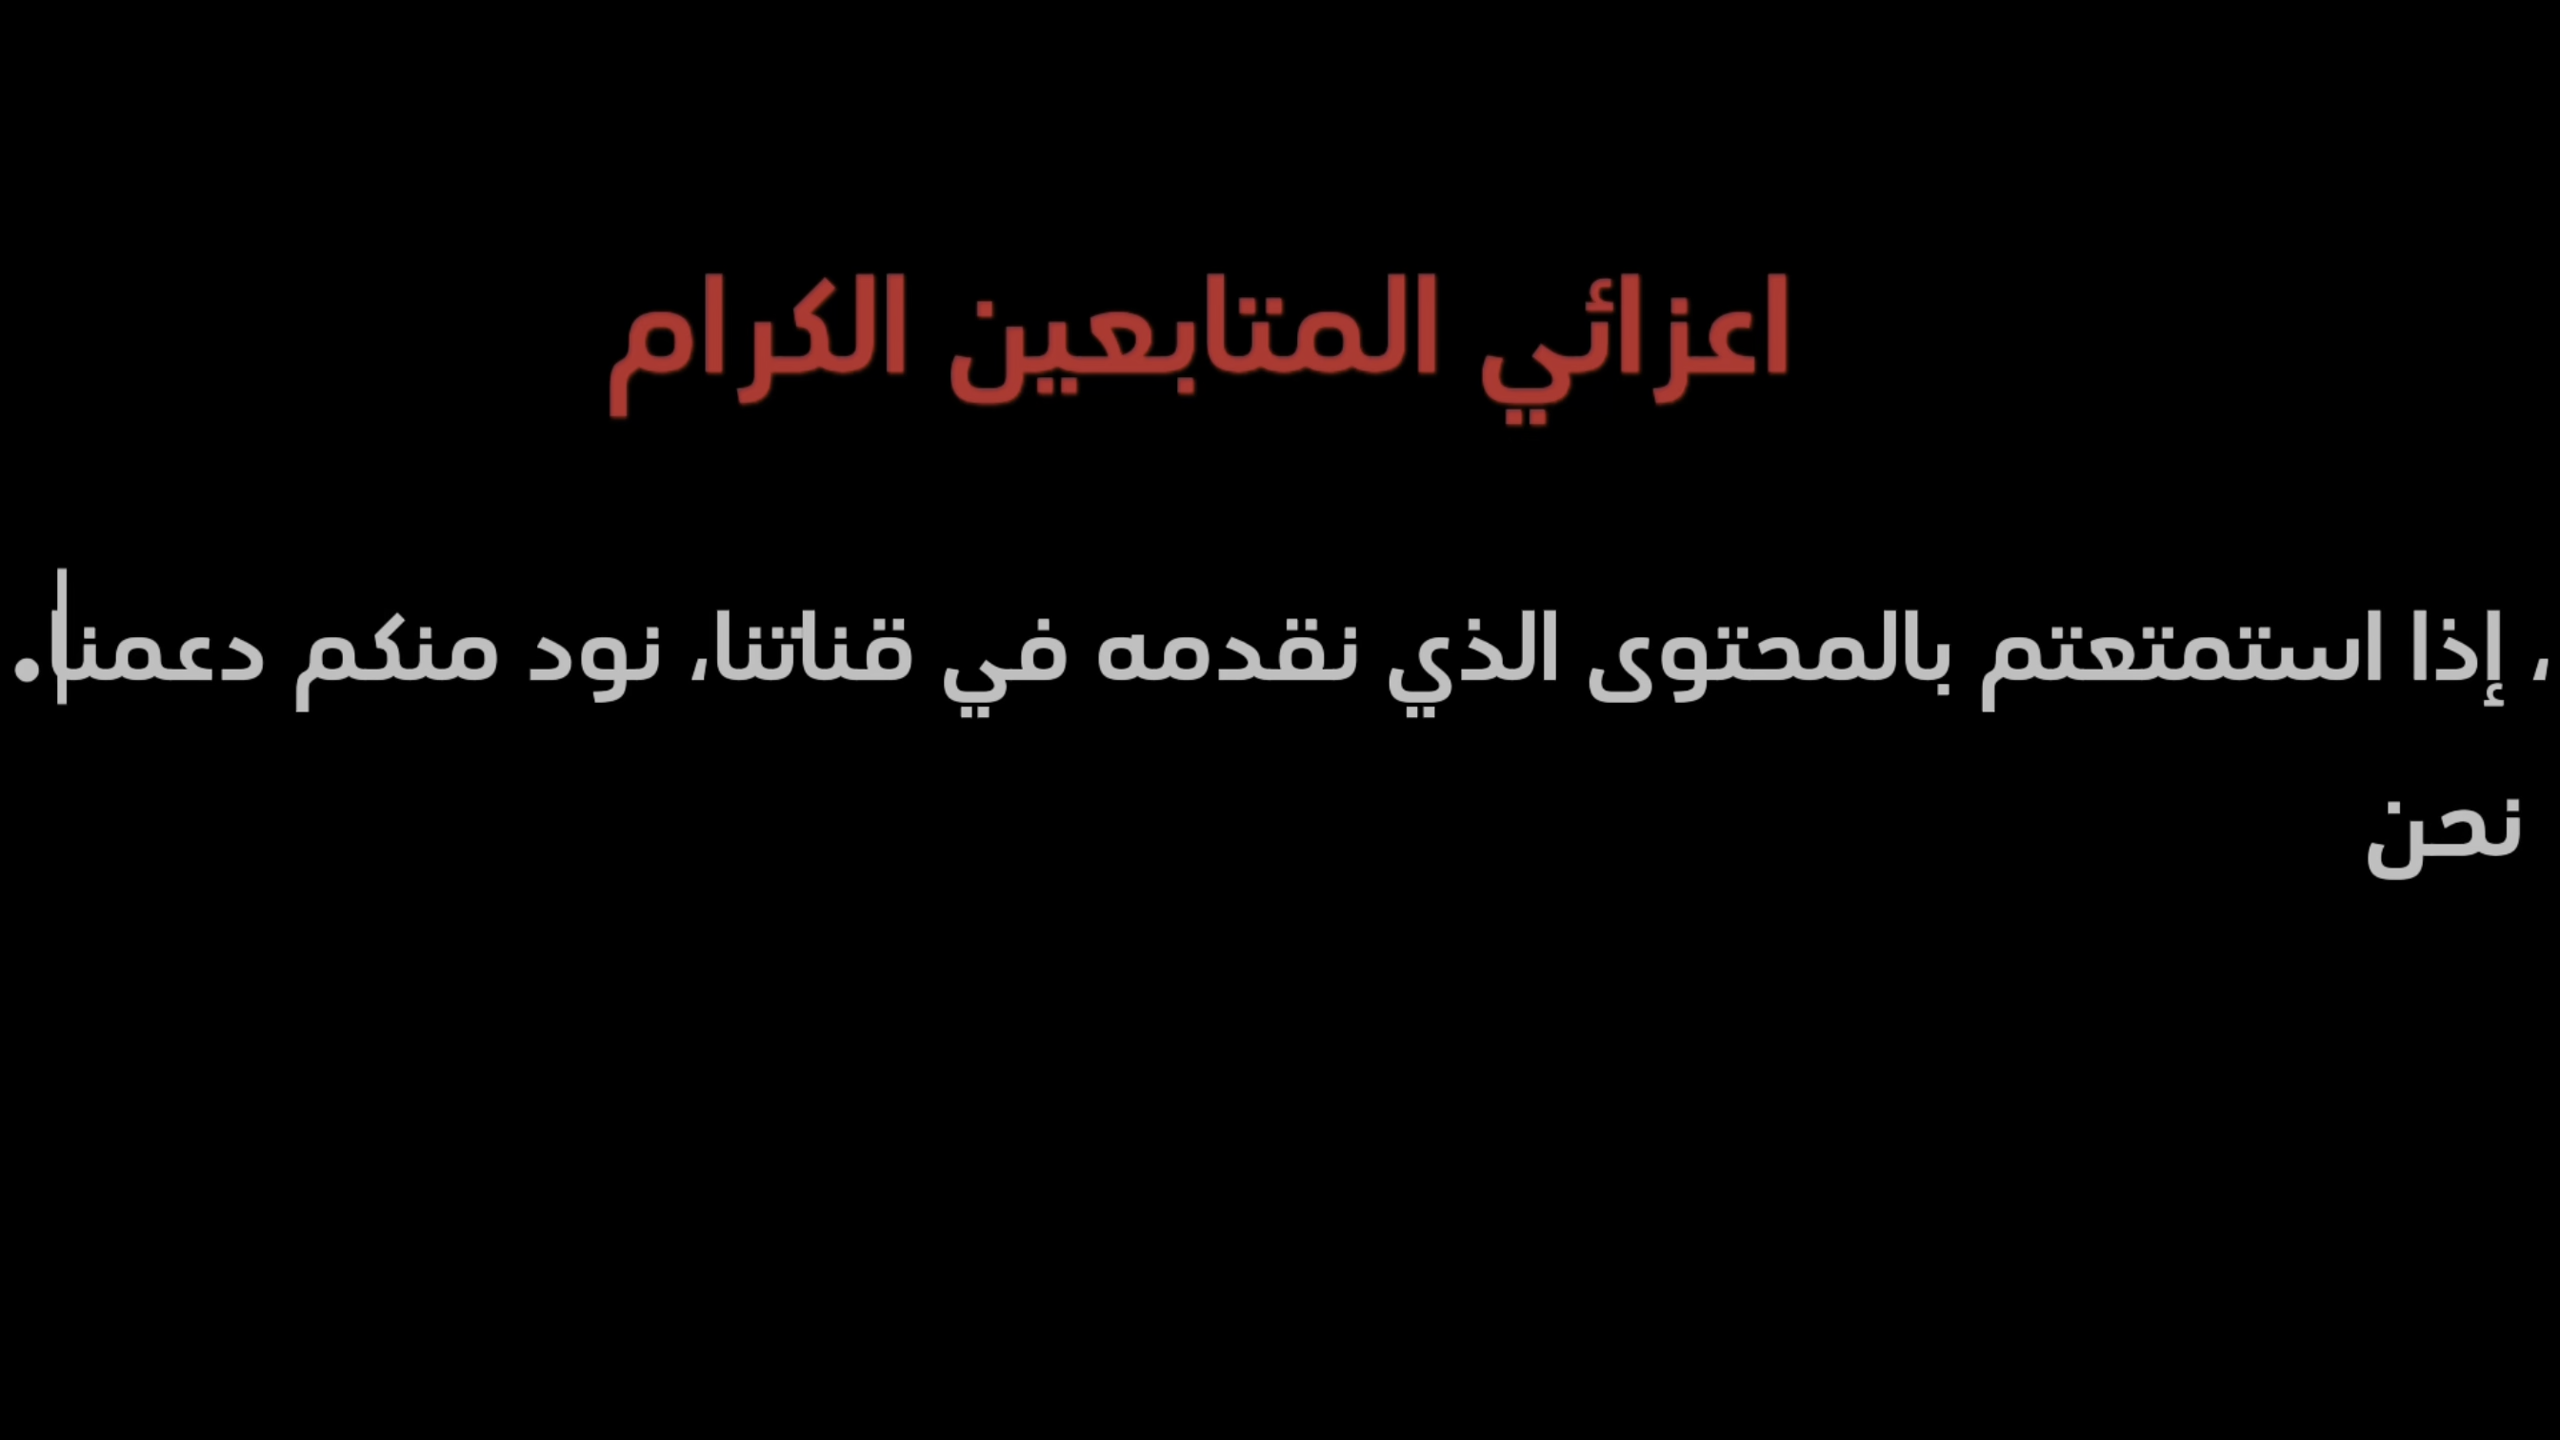 اعزائي المتابعين الكرام
، إذا استمتعتم بالمحتوى الذي نقدمه في قناتنا، نود منكم دعمنا.
نحن